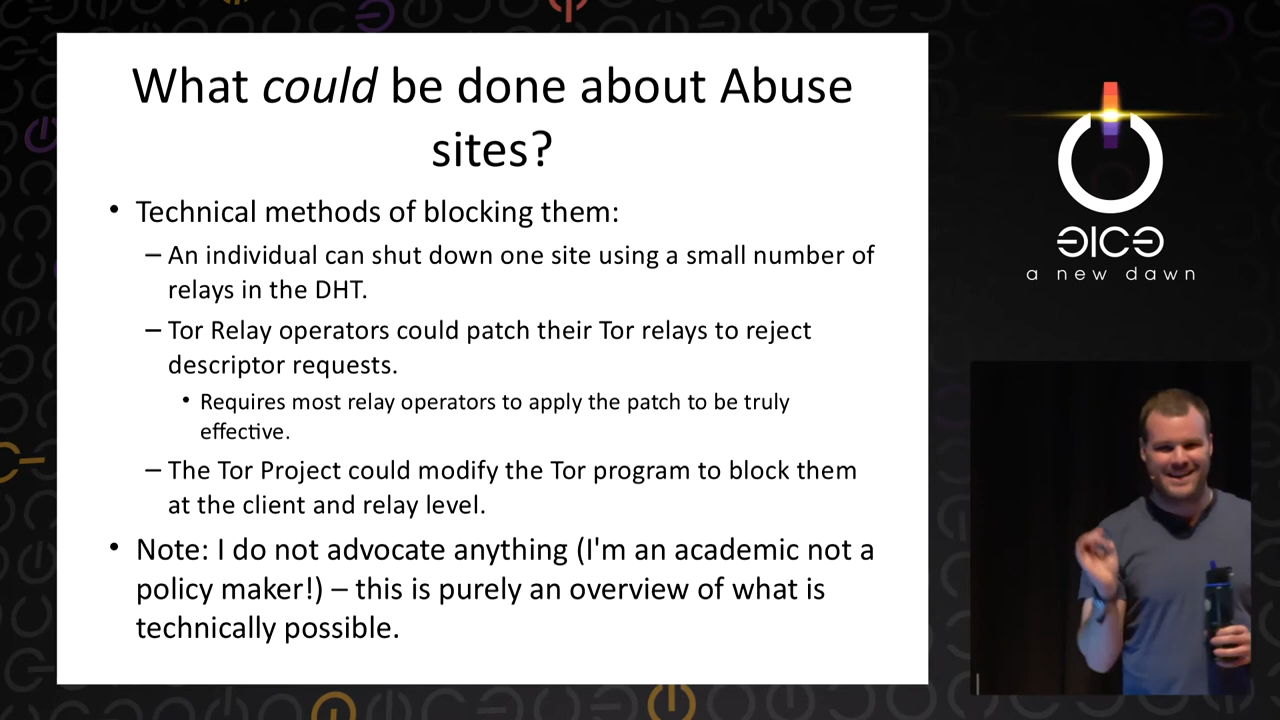 What could be done about Abuse
sites?
• Technical methods of blocking them:
– An individual can shut down one site using a small number of
relays in the DHT.
– Tor Relay operators could patch their Tor relays to reject
descriptor requests.
• Requires most relay operators to apply the patch to be truly
effective.
– The Tor Project could modify the Tor program to block them
at the client and relay level.
• Note: I do not advocate anything (I'm an academic not a
policy maker!) – this is purely an overview of what is
technically possible.
a new dawn